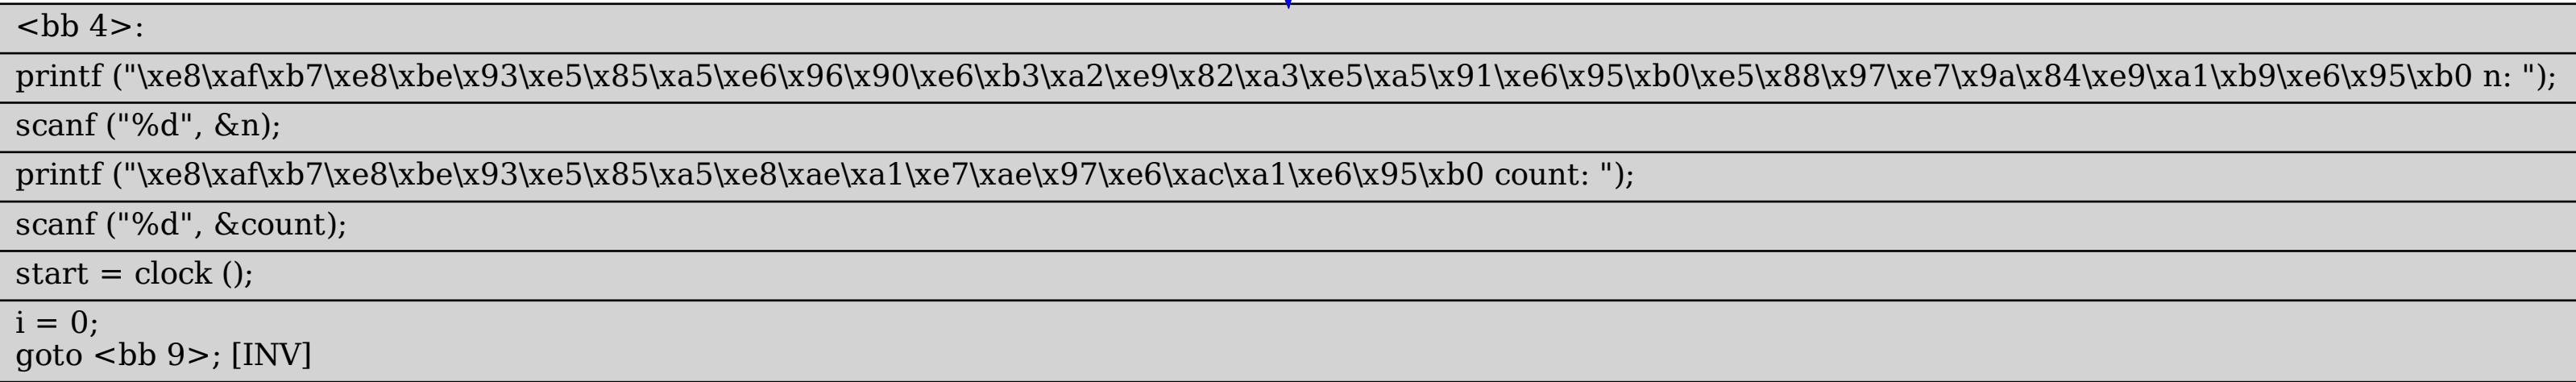 <bb 4>:
printf ("\xe8\xaf\xb7\xe8\xbe\x93\xe5\x85\xa5\xe6\x96\x90\xe6\xb3\xa2\xe9\x82\xa3\xe5\xa5\x91\xe6\x95\xb0\xe5\x88\x97\xe7\x9a\x84\xe9\xa1\xb9\xe6\x95\xb0 n: ");
scanf ("%d", &n);
printf ("\xe8\xaf\xb7\xe8\xbe\x93\xe5\x85\xa5\xe8\xae\xa1\xe7\xae\x97\xe6\xac\xa1\xe6\x95\xb0 count: ");
scanf ("%d", &count);
start = clock ();
i = 0;
goto <bb 9>; [INV]